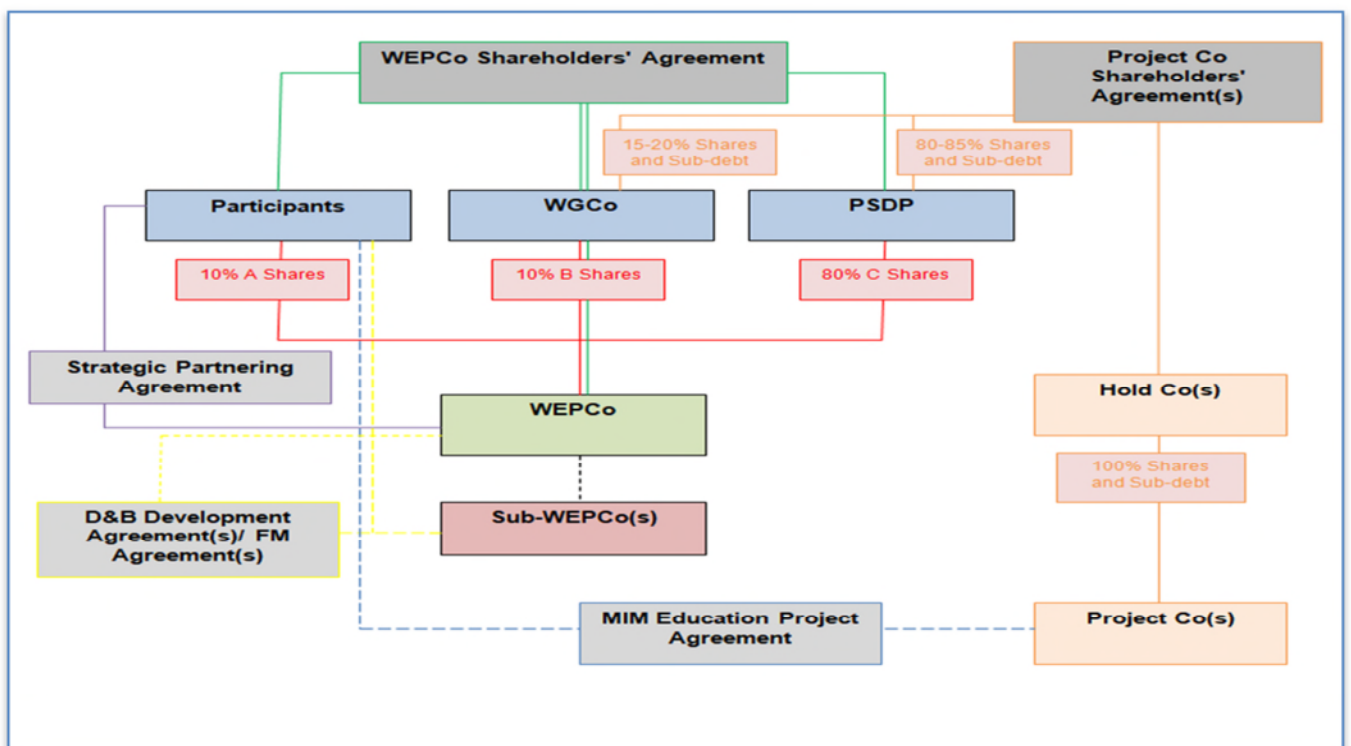 WEPCo Shareholders' Agreement
Project Co
Shareholders'
Agreement(s)
15-20% Shares
and Sub-debt
80-85% Shares
and Sub-debt
Participants
WGCo
PSDP
10% A Shares
10% B Shares
80% C Shares
Strategic Partnering
Agreement
Hold Co(s)
WEPCo
100% Shares
and Sub-debt
D&B Development
Agreement(s)/ FM
Agreement(s)
Sub-WEPCo(s)
MIM Education Project
Agreement
Project Co(s)